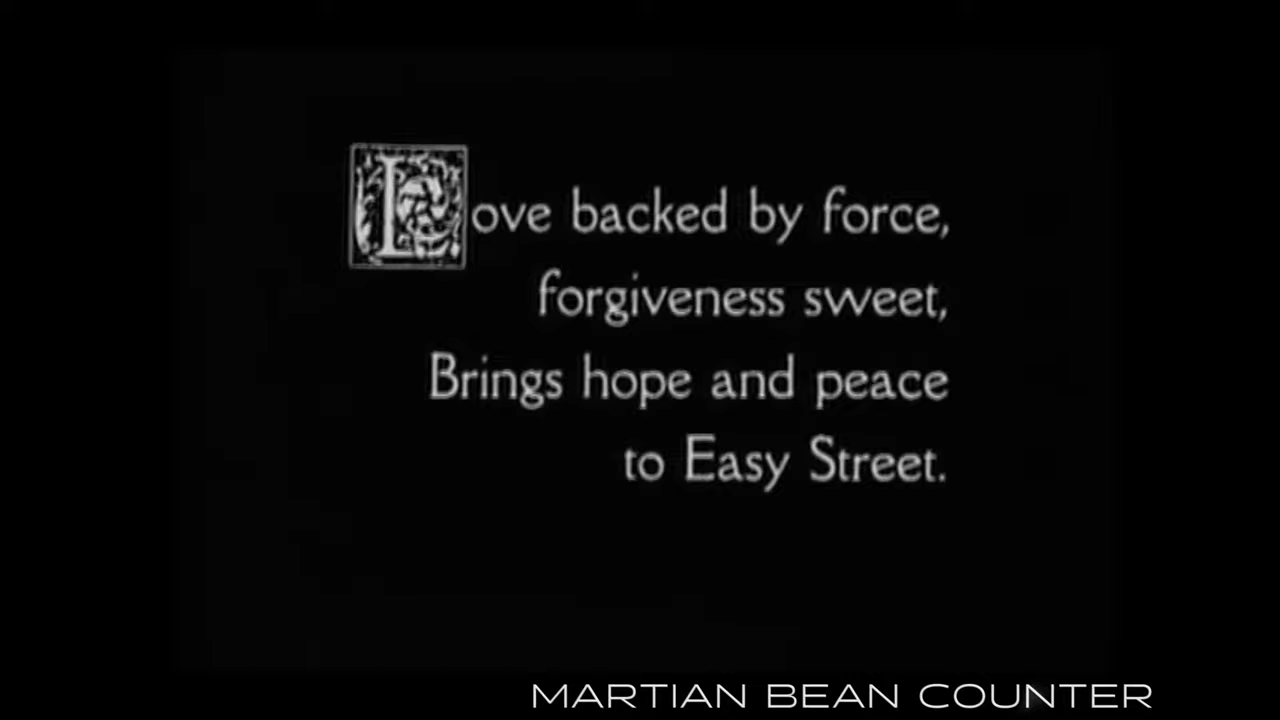 Love backed by force,
forgiveness sweet,
Brings hope and peace
to Easy Street.
MARTIAN BEAN COUNTER